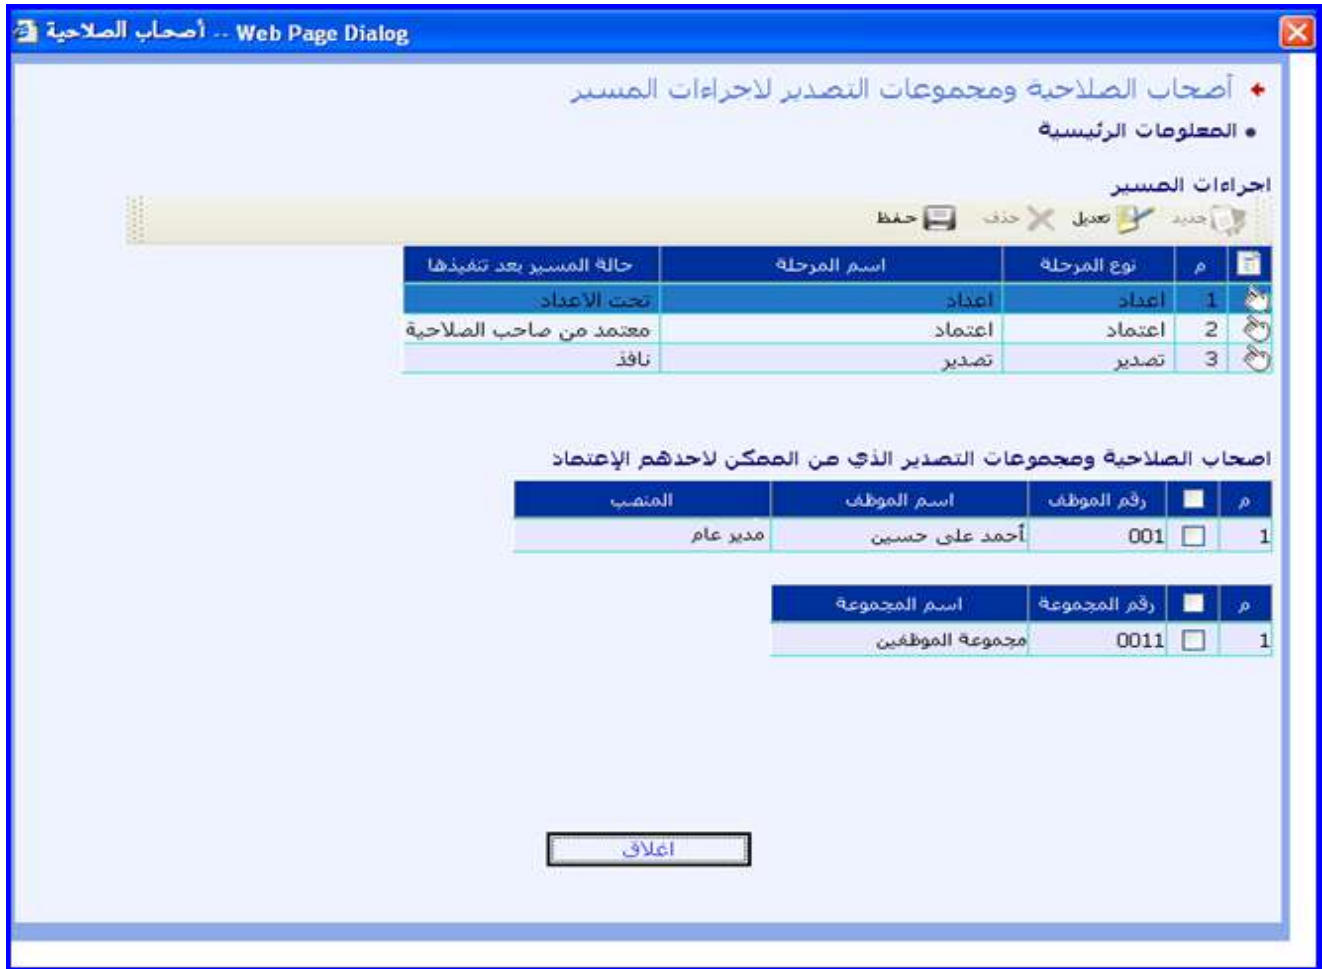 أصحاب الصلاحية .. Web Page Dialog
أصحاب الصلاحية ومجموعات التصدير لاجراءات المسير
المعلومات الرئيسية
اجراءات المسير
جديد تعديل حذف حفظ
م نوع المرحلة اسم المرحلة حالة المسير بعد تنفيذها
1 اعداد اعداد تحت الاعداد
2 اعتماد اعتماد معتمد من صاحب الصلاحية
3 تصدير تصدير نافذ
اصحاب الصلاحية ومجموعات التصدير الذي من الممكن لاحدهم الإعتماد
م رقم الموظف اسم الموظف المنصب
1 001 أحمد على حسين مدير عام
م رقم المجموعة اسم المجموعة
1 0011 مجموعة الموظفين
اغلاق